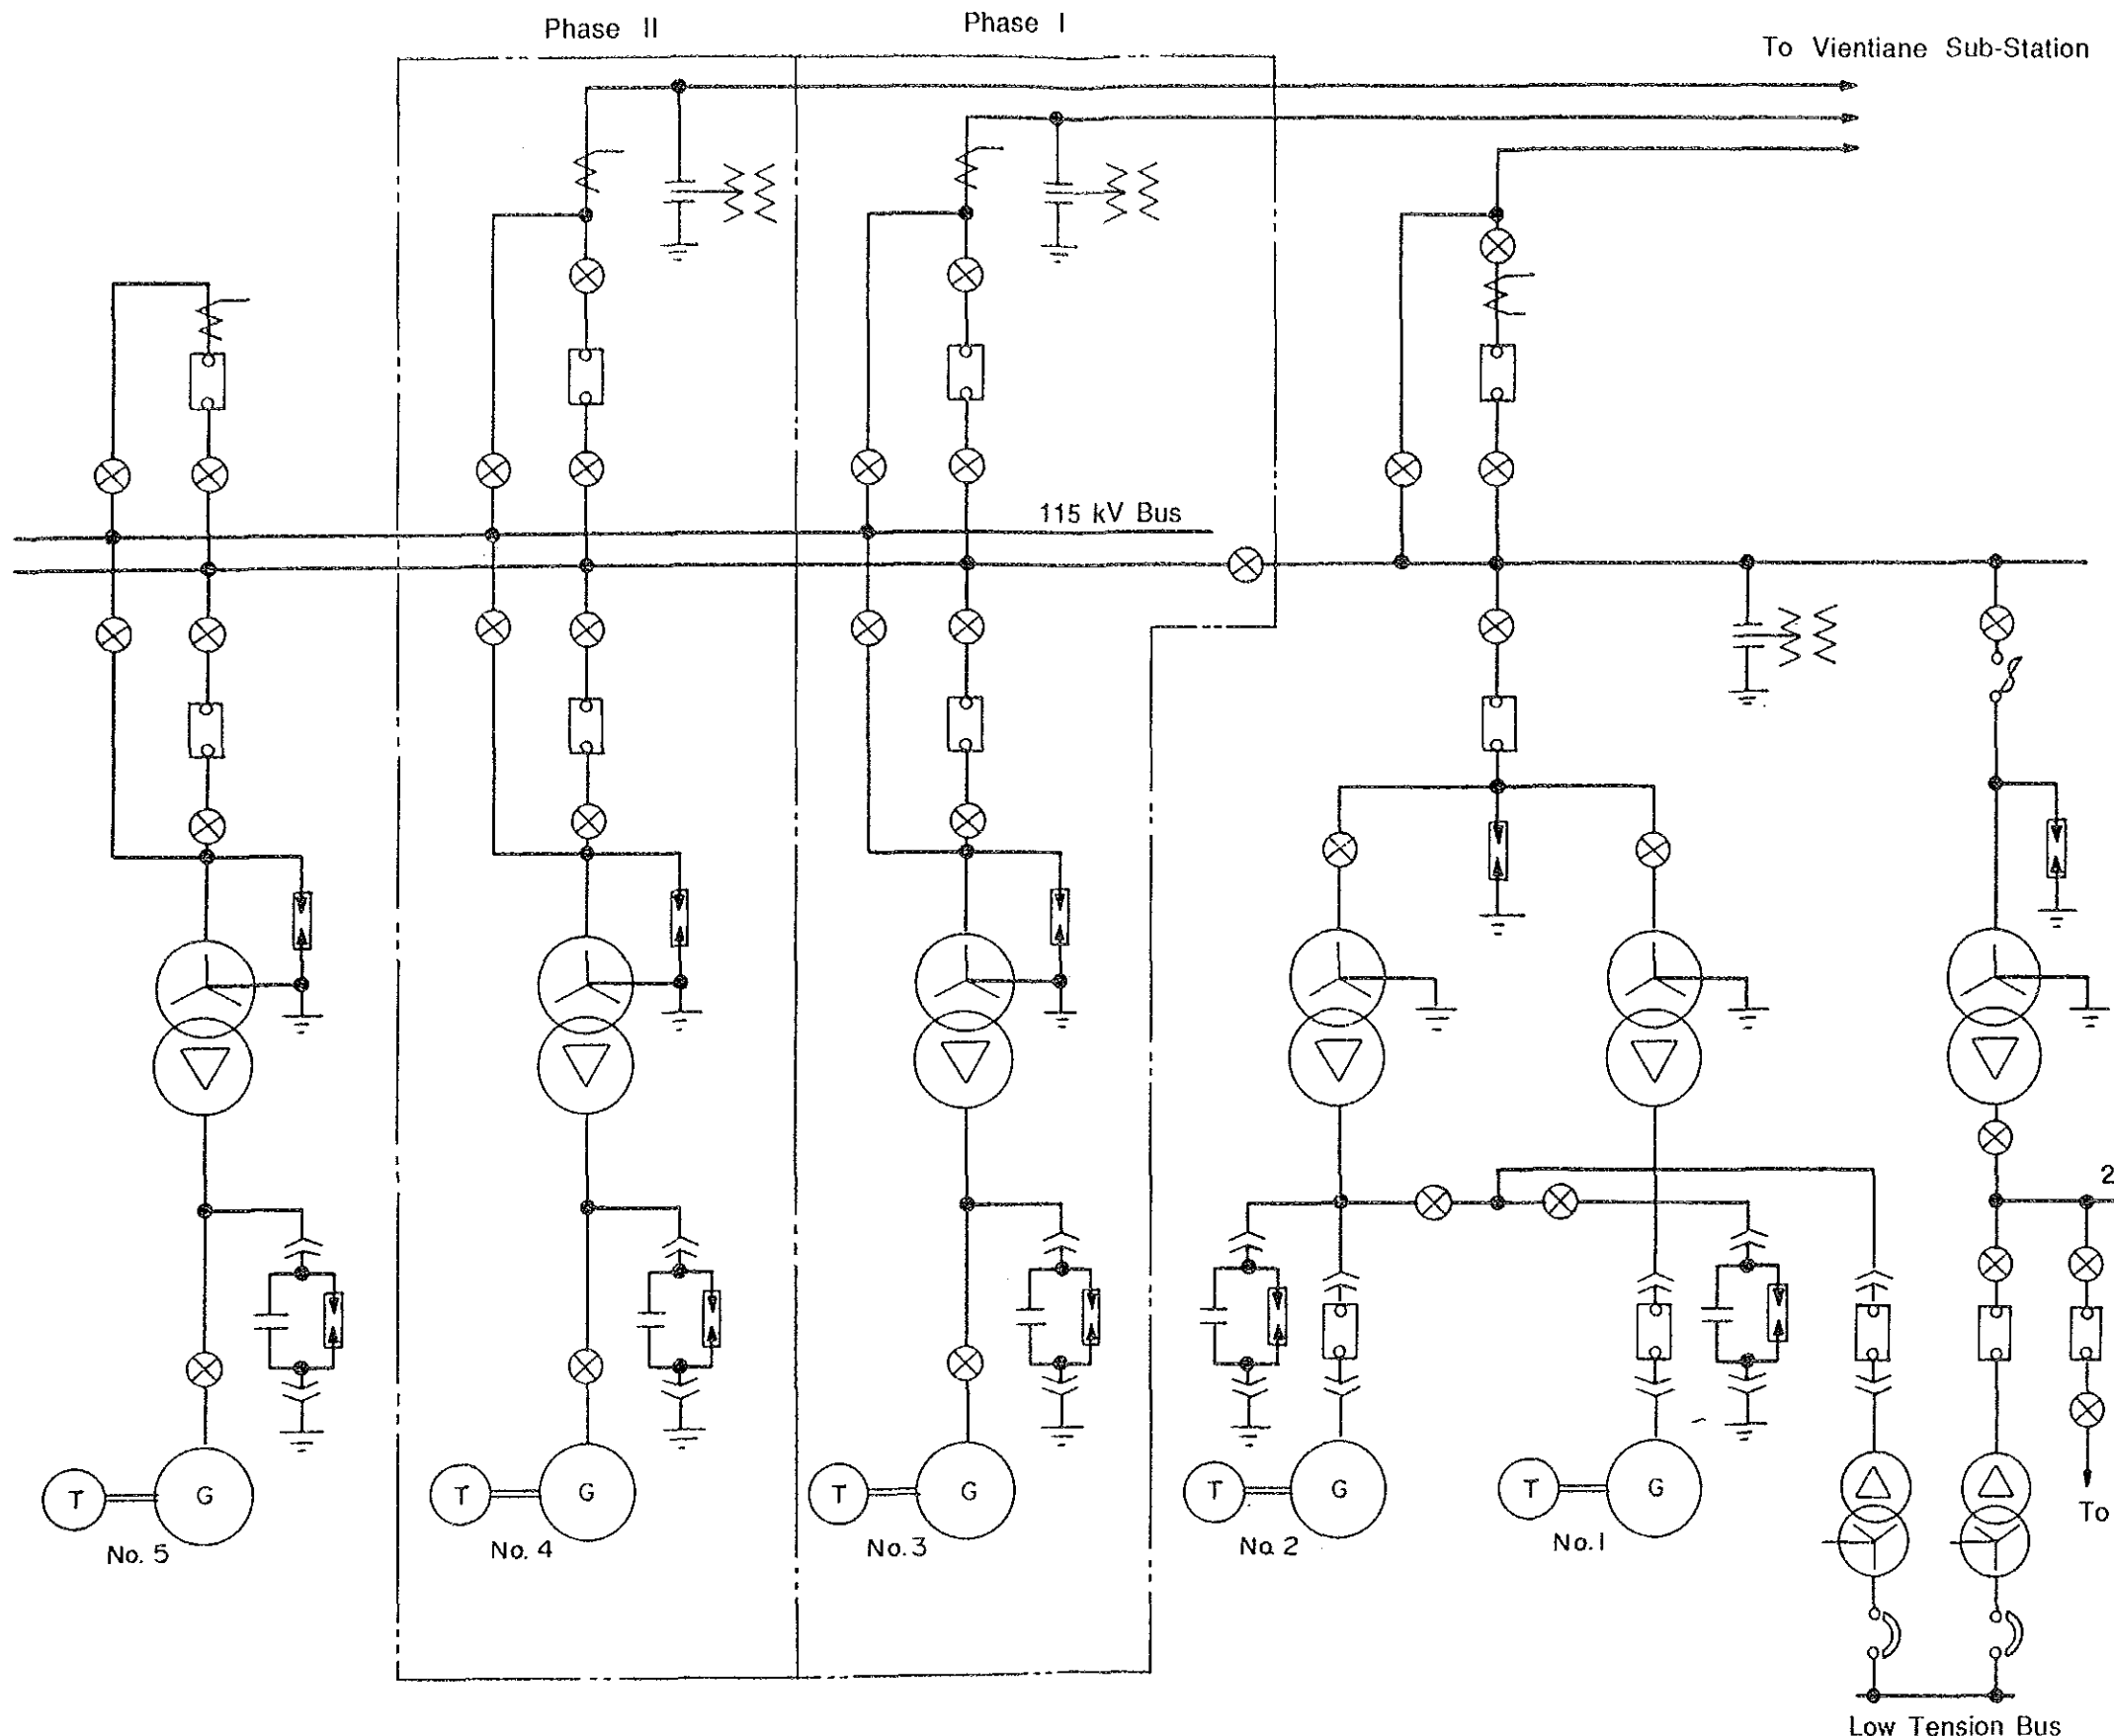 Phase II
Phase I
To Vientiane Sub-Station
115 kV Bus
2
T
G
T
G
T
G
T
G
T
G
To
No. 5
No. 4
No. 3
No. 2
No. 1
Low Tension Bus